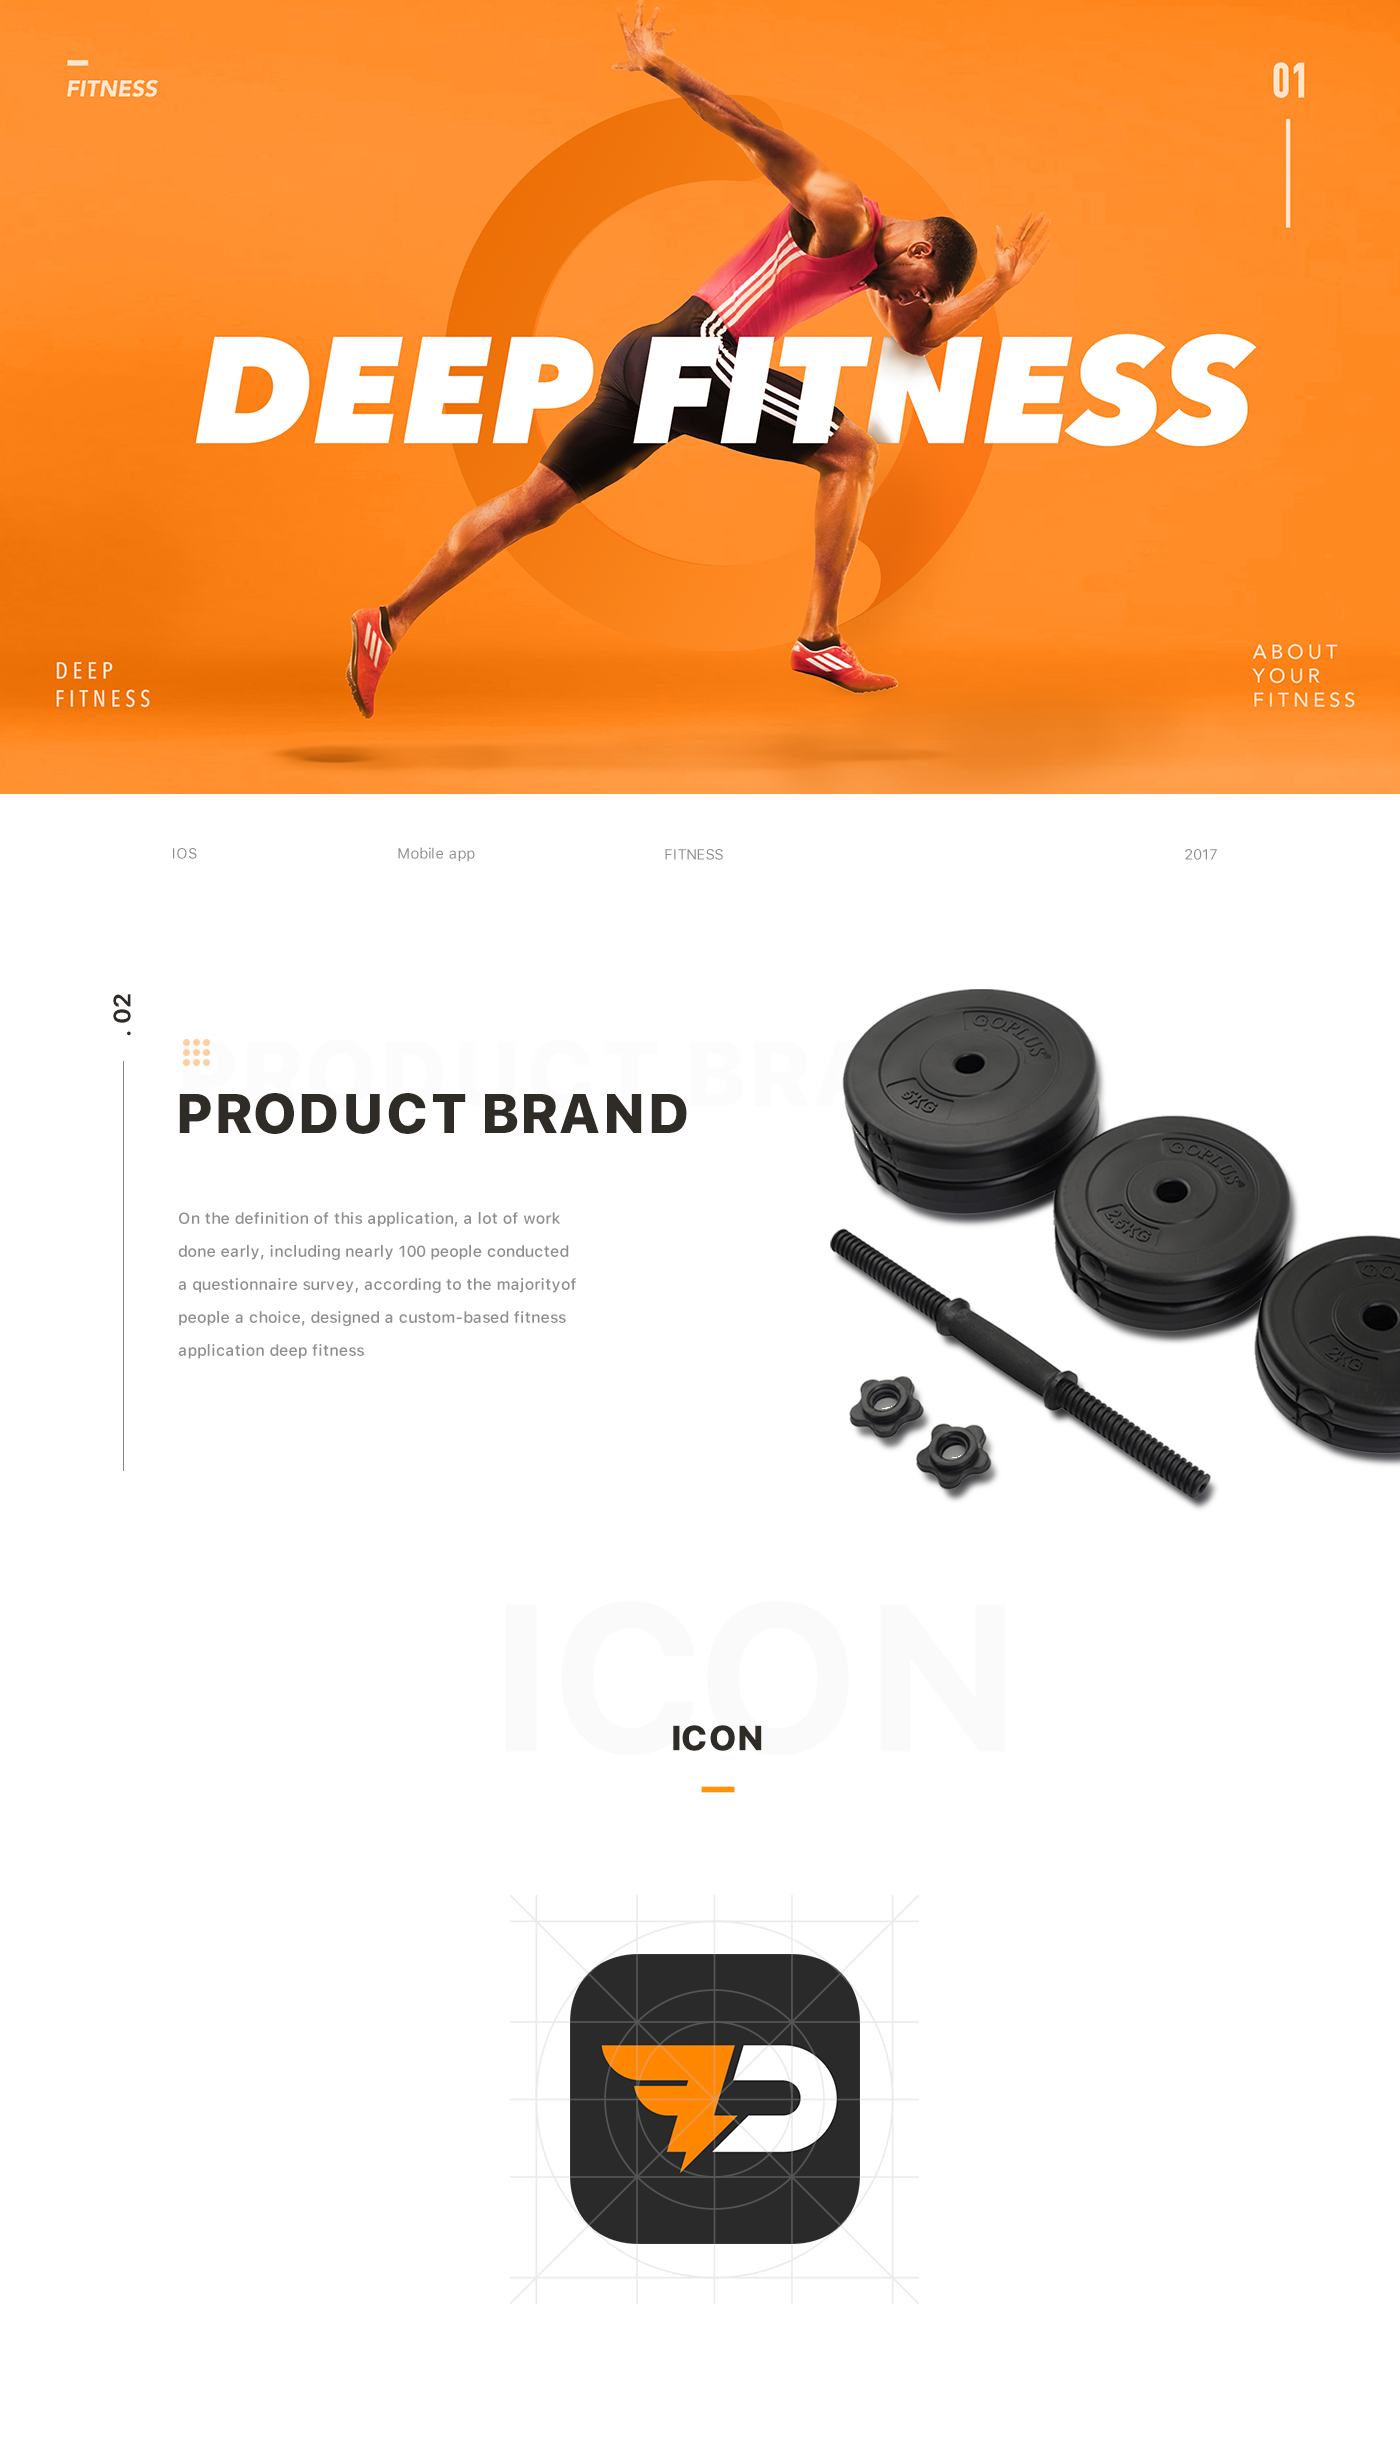 FITNESS
01
DEEP FITNESS
DEEP
FITNESS
ABOUT
YOUR
FITNESS
IOS
Mobile app
FITNESS
2017
. 02
PRODUCT BRA
PRODUCT BRAND
On the definition of this application, a lot of work
done early, including nearly 100 people conducted
a questionnaire survey, according to the majorityof
people a choice, designed a custom-based fitness
application deep fitness
GOPLUS
5KG
GOPLUS
2.5KG
GO
2KG
ICON
ICON